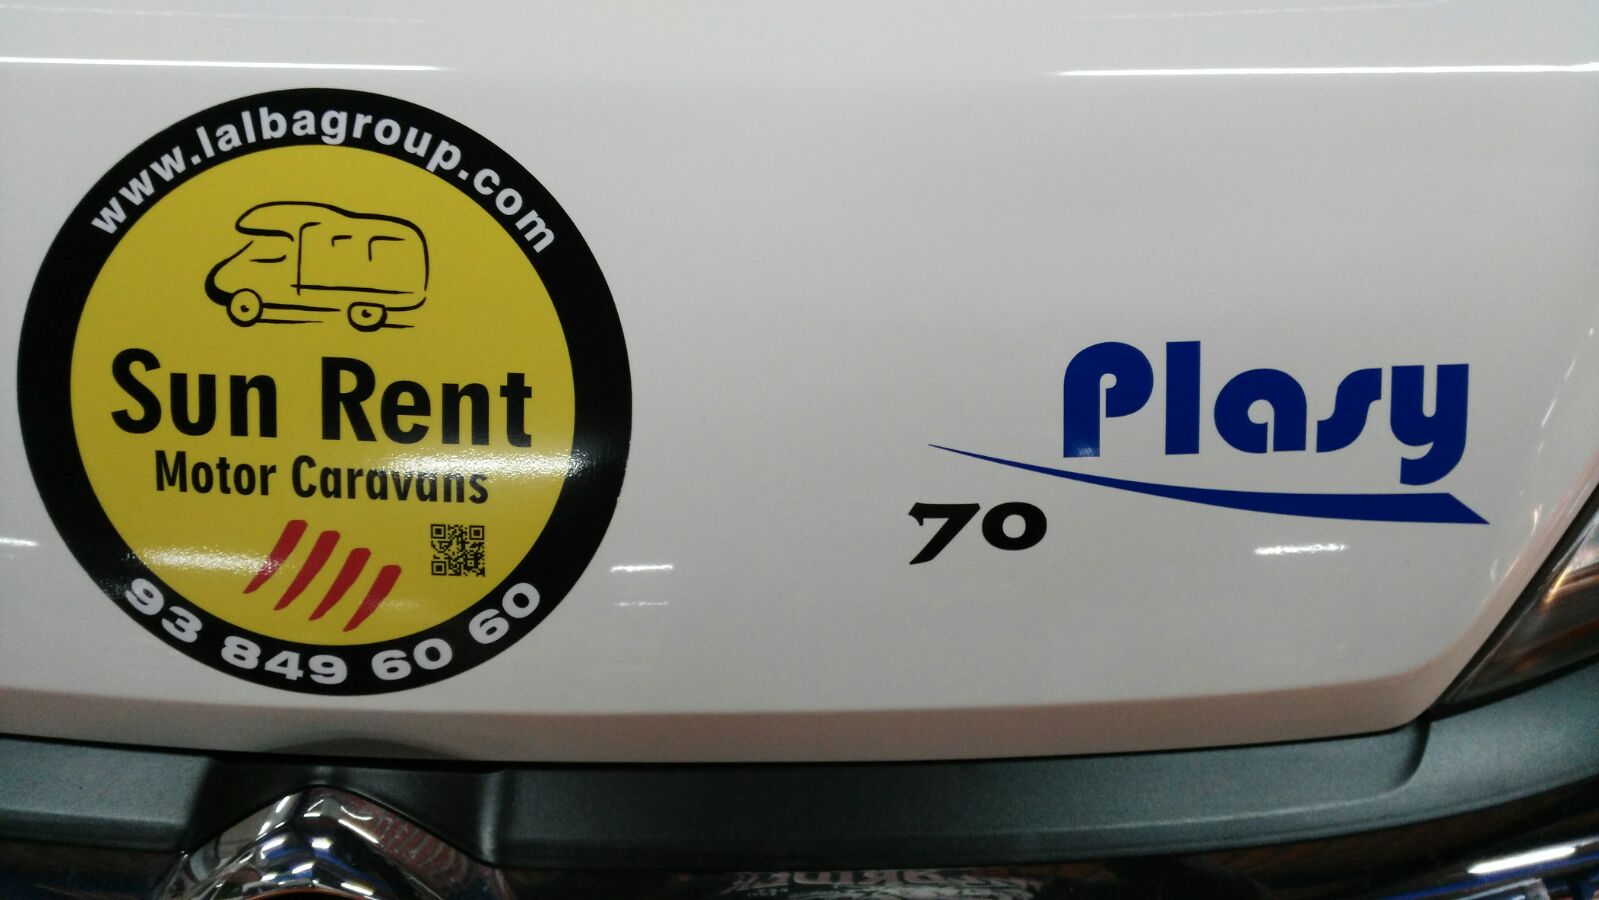 www.lalbagroup.com
Sun Rent
Motor Caravans
93 849 60 60
Plasy
70